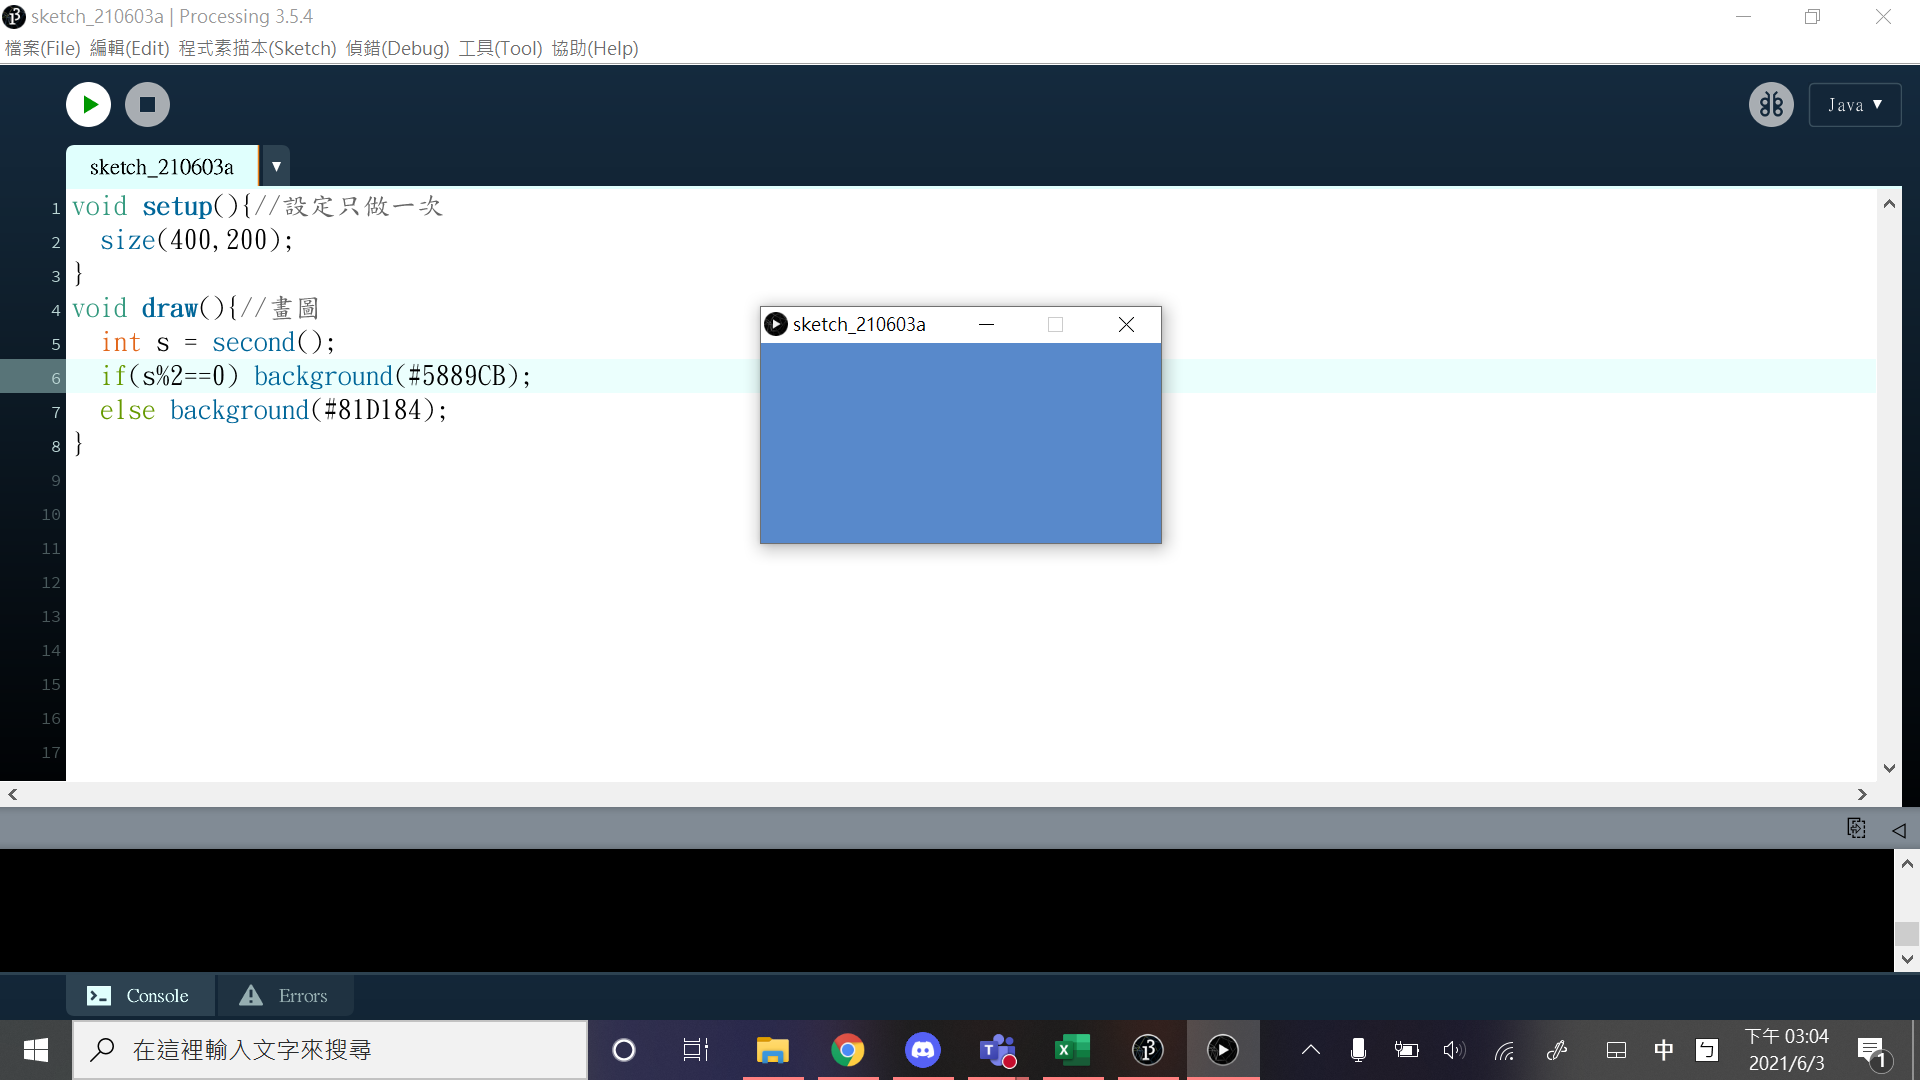 sketch_210603a | Processing 3.5.4
檔案(File) 編輯(Edit) 程式素描本(Sketch) 偵錯(Debug) 工具(Tool) 協助(Help)
Java ▼
sketch_210603a ▼
1 void setup(){//設定只做一次
2 size(400,200);
3 }
4 void draw(){//畫圖
5 int s = second();
6 if(s%2==0) background(#5889CB);
7 else background(#81D184);
8 }
9
10
11
12
13
14
15
16
17
sketch_210603a
Console
Errors
在這裡輸入文字來搜尋
中
下午 03:04
2021/6/3
1